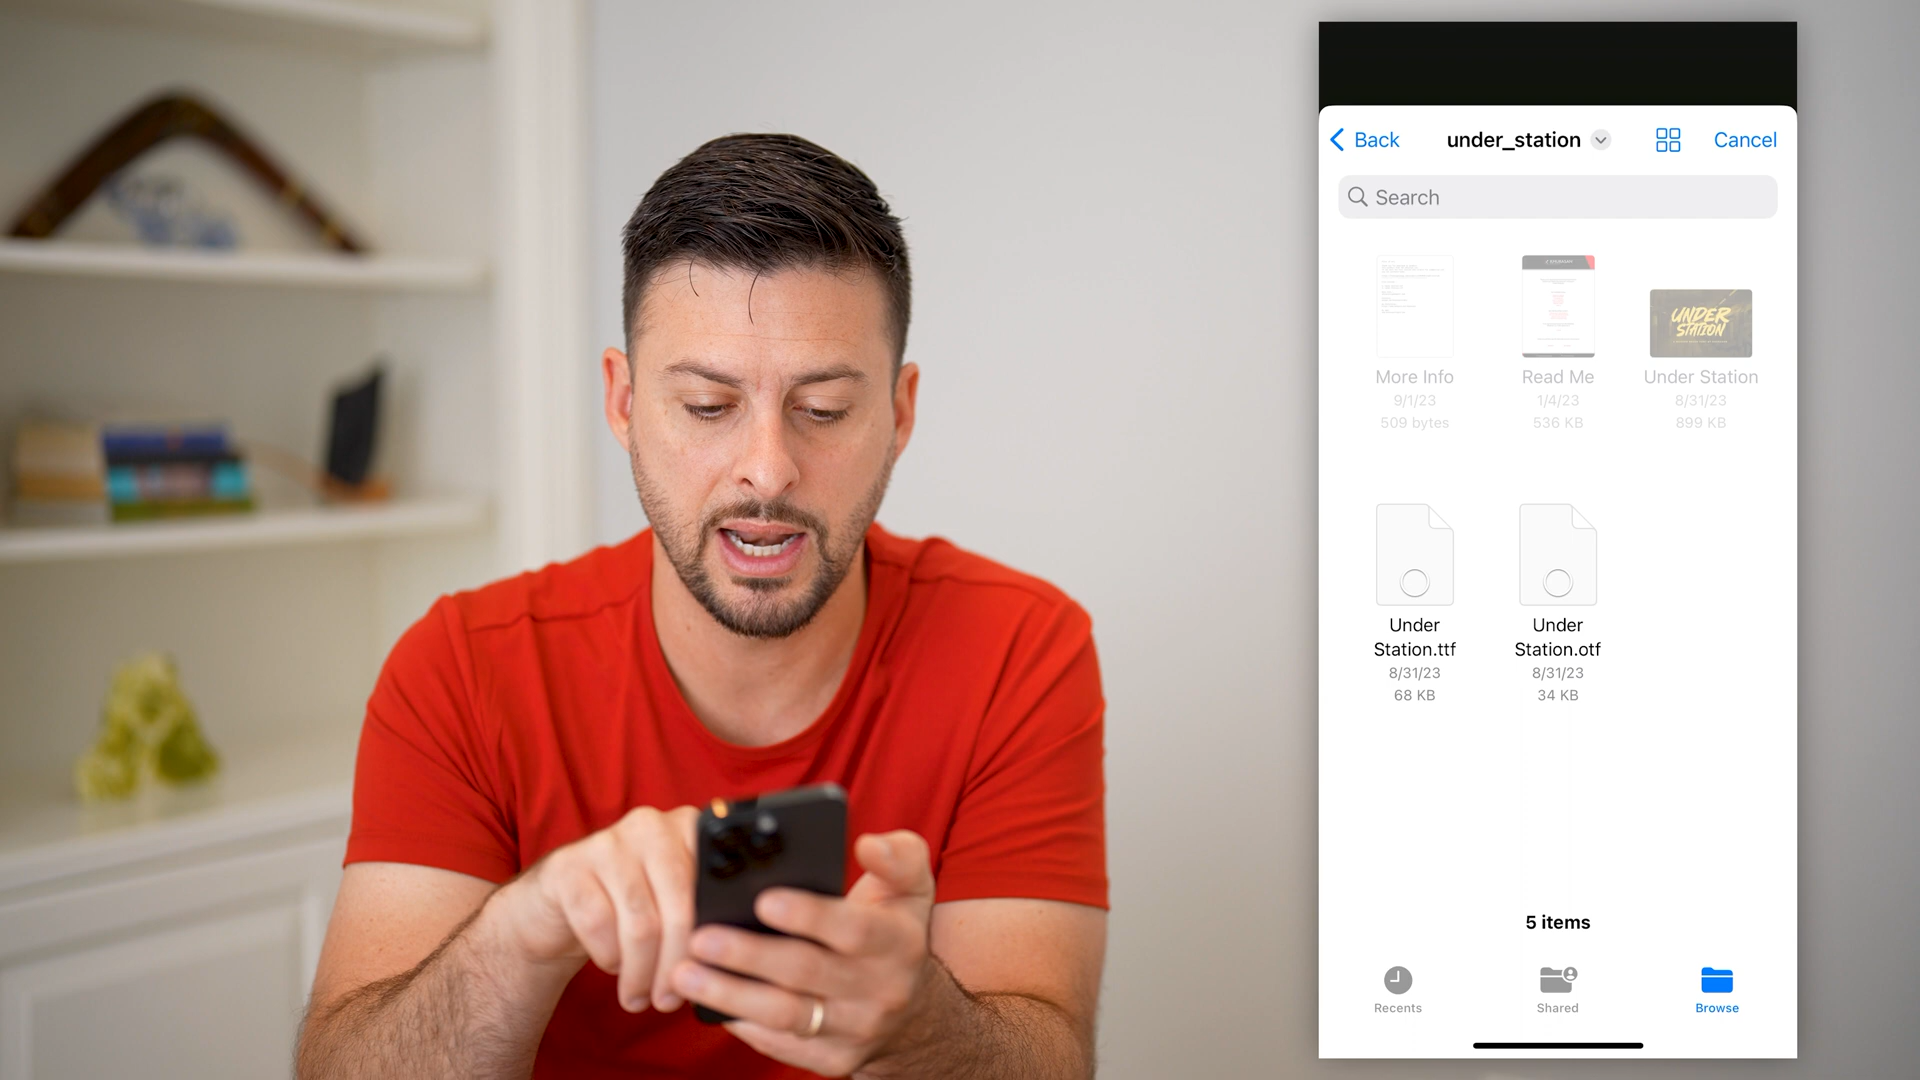 Back
under_station
Cancel
Search
UNDER
STATION
More Info
9/1/23
509 bytes
Read Me
1/4/23
536 KB
Under Station
8/31/23
899 KB
Under
Station.ttf
8/31/23
68 KB
Under
Station.otf
8/31/23
34 KB
5 items
Recents
Shared
Browse